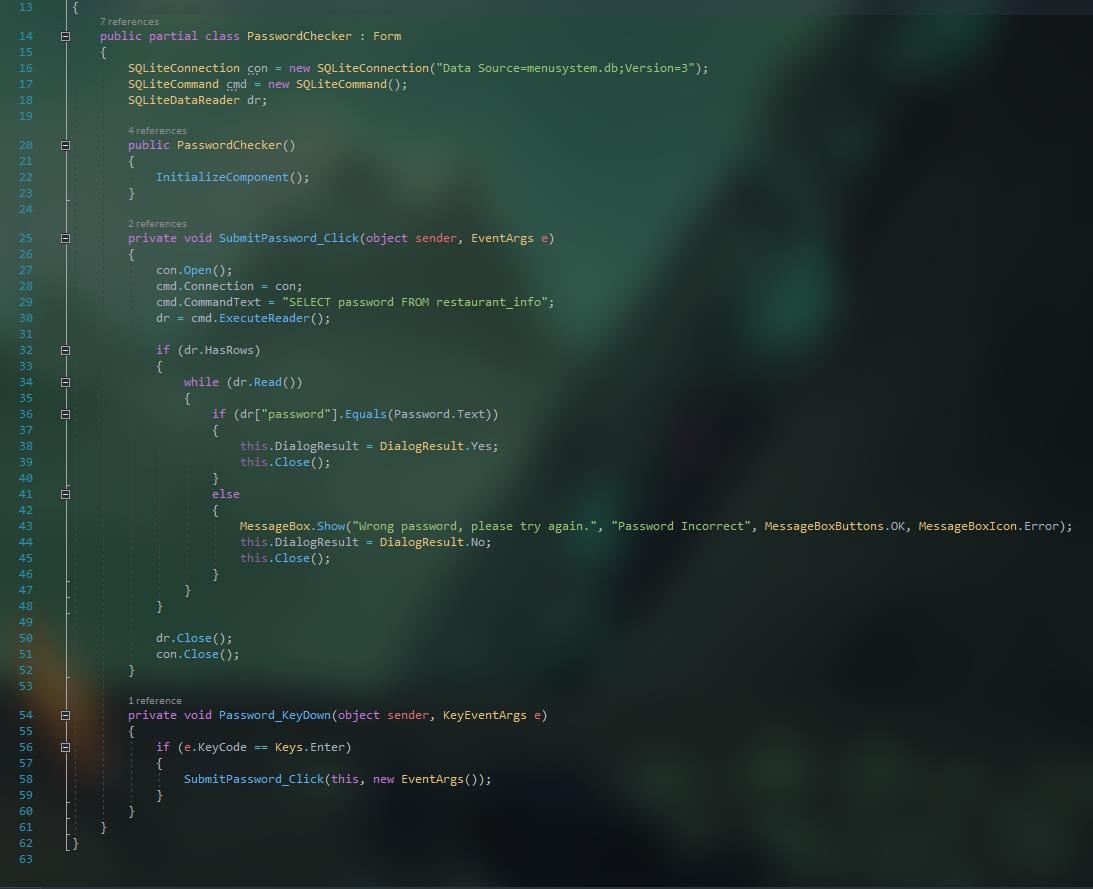 13 {
7 references
14 public partial class PasswordChecker : Form
15 {
16 SQLiteConnection con = new SQLiteConnection("Data Source=menusystem.db;Version=3");
17 SQLiteCommand cmd = new SQLiteCommand();
18 SQLiteDataReader dr;
19
4 references
20 public PasswordChecker()
21 {
22 InitializeComponent();
23 }
24
2 references
25 private void SubmitPassword_Click(object sender, EventArgs e)
26 {
27 con.Open();
28 cmd.Connection = con;
29 cmd.CommandText = "SELECT password FROM restaurant_info";
30 dr = cmd.ExecuteReader();
31
32 if (dr.HasRows)
33 {
34 while (dr.Read())
35 {
36 if (dr["password"].Equals(Password.Text))
37 {
38 this.DialogResult = DialogResult.Yes;
39 this.Close();
40 }
41 else
42 {
43 MessageBox.Show("Wrong password, please try again.", "Password Incorrect", MessageBoxButtons.OK, MessageBoxIcon.Error);
44 this.DialogResult = DialogResult.No;
45 this.Close();
46 }
47 }
48 }
49
50 dr.Close();
51 con.Close();
52 }
53
1 reference
54 private void Password_KeyDown(object sender, KeyEventArgs e)
55 {
56 if (e.KeyCode == Keys.Enter)
57 {
58 SubmitPassword_Click(this, new EventArgs());
59 }
60 }
61 }
62 }
63